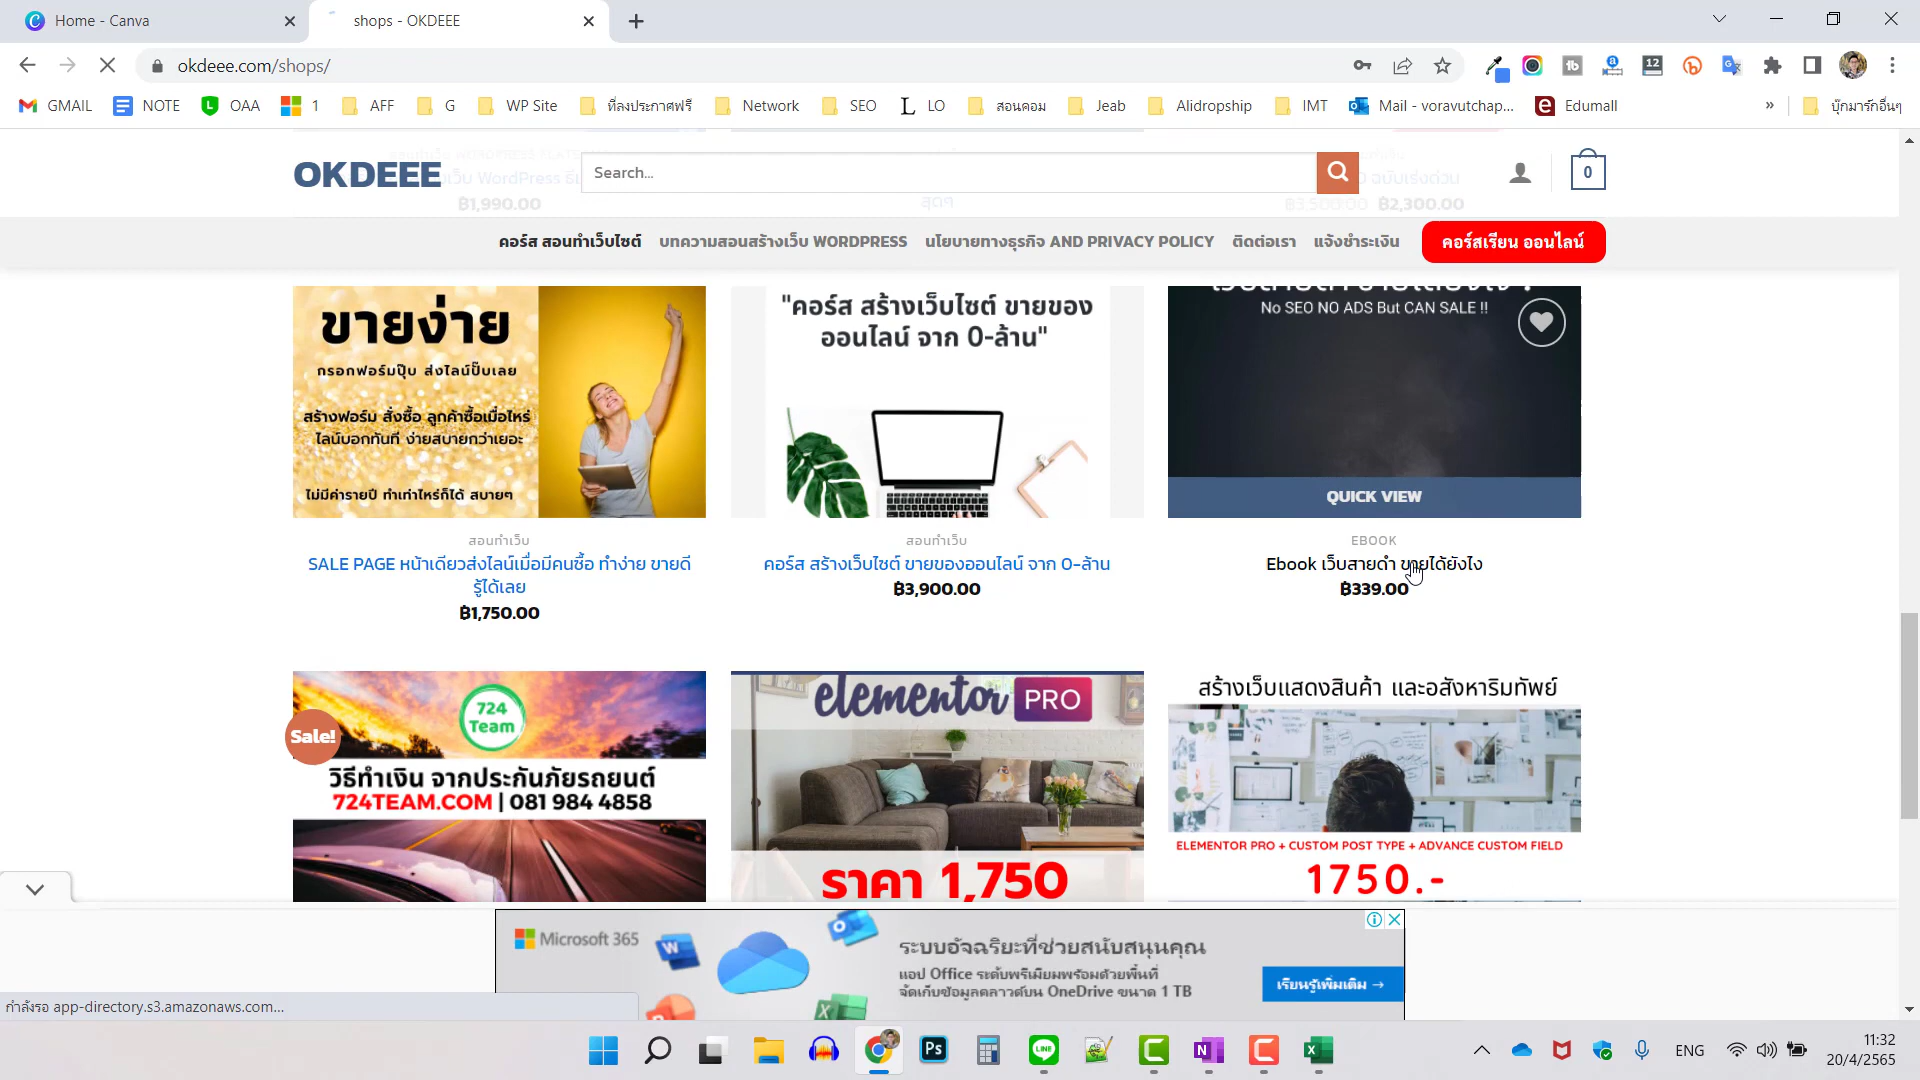 Home - Canva
shops - OKDEEE
okdeee.com/shops/
GMAIL NOTE OAA 1 AFF G WP Site ที่ลงประกาศฟรี Network SEO LO สอนคอม Jeab Alidropship IMT Mail - voravutchap... Edumall » บุ๊กมาร์กอื่นๆ
OKDEEE
Search...
0
฿1,990.00
สุดๆ
฿3,500.00 ฿2,300.00
คอร์ส สอนทำเว็บไซต์ บทความสอนสร้างเว็บ WORDPRESS นโยบายทางธุรกิจ AND PRIVACY POLICY ติดต่อเรา แจ้งชำระเงิน คอร์สเรียน ออนไลน์
ขายง่าย
กรอกฟอร์มปุ๊บ ส่งไลน์ปั๊บเลย
สร้างฟอร์ม สั่งซื้อ ลูกค้าซื้อเมื่อไหร่
ไลน์บอกทันที ง่ายสบายกว่าเยอะ
ไม่มีค่ารายปี ทำเท่าไหร่ก็ได้ สบายๆ
"คอร์ส สร้างเว็บไซต์ ขายของ
ออนไลน์ จาก 0-ล้าน"
No SEO NO ADS But CAN SALE !!
QUICK VIEW
สอนทำเว็บ
SALE PAGE หน้าเดียวส่งไลน์เมื่อมีคนซื้อ ทำง่าย ขายดี
รู้ได้เลย
฿1,750.00
สอนทำเว็บ
คอร์ส สร้างเว็บไซต์ ขายของออนไลน์ จาก 0-ล้าน
฿3,900.00
EBOOK
Ebook เว็บสายดำ ขายได้ยังไง
฿339.00
Sale!
724
Team
วิธีทำเงิน จากประกันภัยรถยนต์
724TEAM.COM | 081 984 4858
elementor PRO
ราคา 1,750
สร้างเว็บแสดงสินค้า และอสังหาริมทัพย์
ELEMENTOR PRO + CUSTOM POST TYPE + ADVANCE CUSTOM FIELD
1750.-
Microsoft 365
ระบบอัจฉริยะที่ช่วยสนับสนุนคุณ
แอป Office ระดับพรีเมียมพร้อมด้วยพื้นที่
จัดเก็บข้อมูลตลาวด์บน OneDrive ขนาด 1 TB
เรียนรู้เพิ่มเติม →
กำลังรอ app-directory.s3.amazonaws.com...
ENG
11:32
20/4/2565